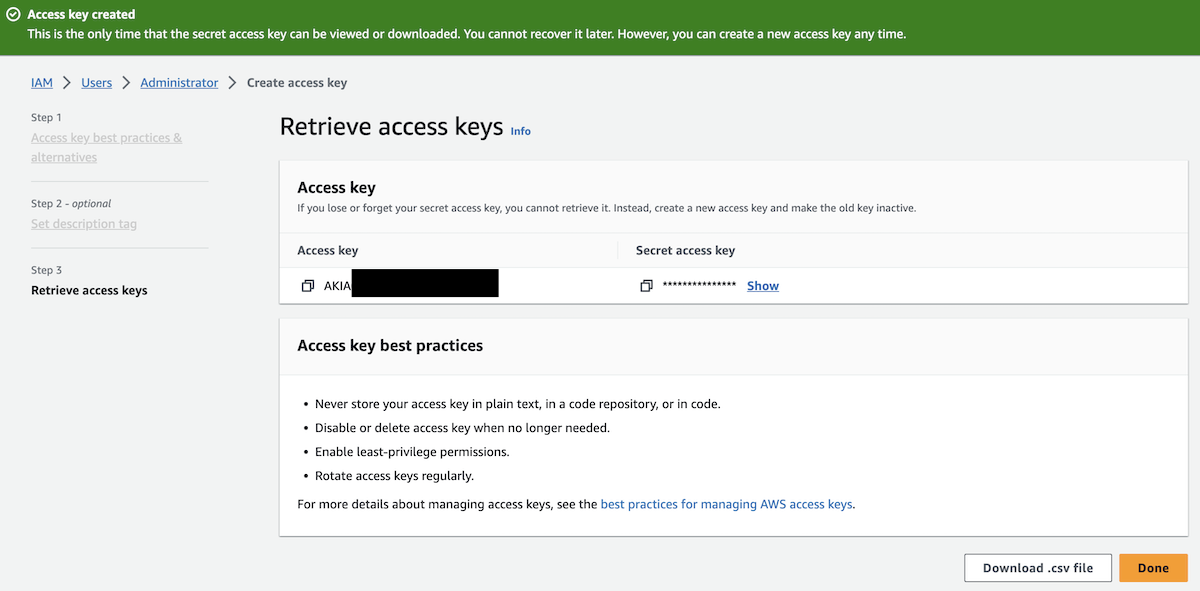 Access key created
This is the only time that the secret access key can be viewed or downloaded. You cannot recover it later. However, you can create a new access key any time.
IAM > Users > Administrator > Create access key
Step 1
Access key best practices &
alternatives
Step 2 - optional
Set description tag
Step 3
Retrieve access keys
Retrieve access keys Info
Access key
If you lose or forget your secret access key, you cannot retrieve it. Instead, create a new access key and make the old key inactive.
Access key
Secret access key
AKIA
*************** Show
Access key best practices
• Never store your access key in plain text, in a code repository, or in code.
• Disable or delete access key when no longer needed.
• Enable least-privilege permissions.
• Rotate access keys regularly.
For more details about managing access keys, see the best practices for managing AWS access keys.
Download .csv file
Done